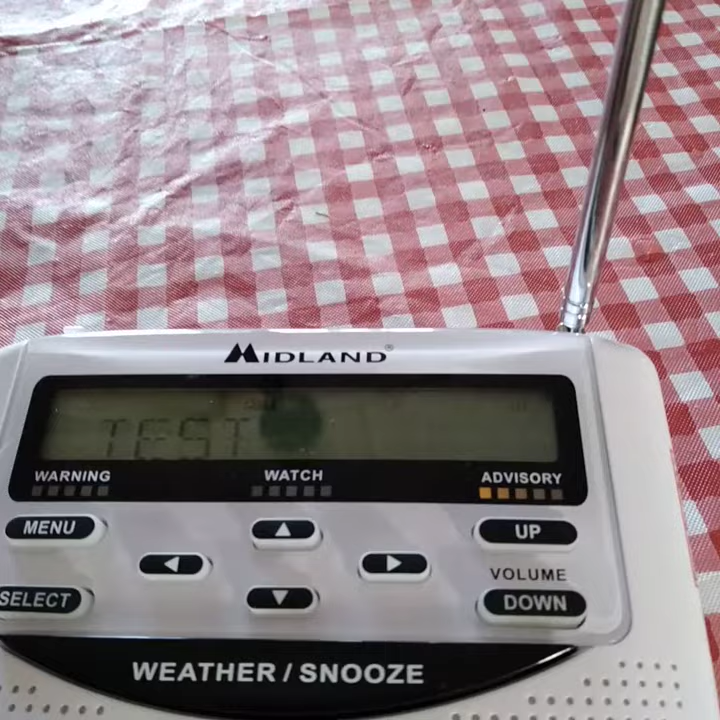 MIDLAND®
TEST
WARNING WATCH ADVISORY
MENU UP
VOLUME
SELECT DOWN
WEATHER / SNOOZE